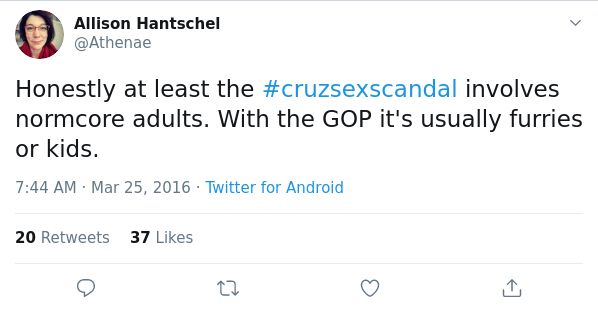 Allison Hantschel
@Athenae
Honestly at least the #cruzsexscandal involves
normcore adults. With the GOP it's usually furries
or kids.
7:44 AM · Mar 25, 2016 · Twitter for Android
20 Retweets 37 Likes